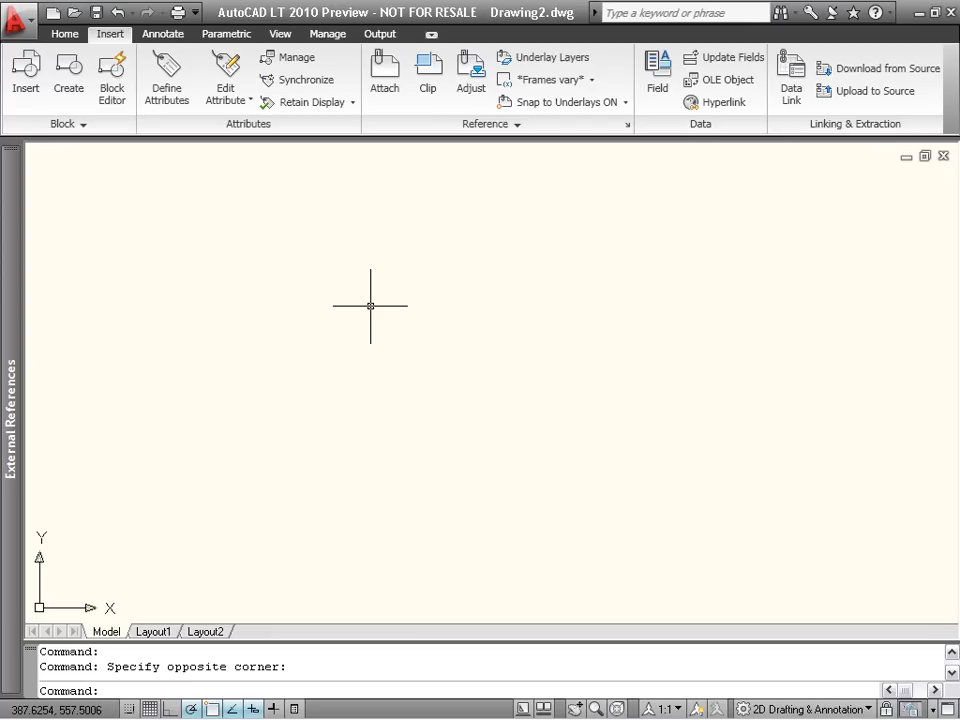 AutoCAD LT 2010 Preview - NOT FOR RESALE Drawing2.dwg
Type a keyword or phrase
Home Insert Annotate Parametric View Manage Output
Insert
Create
Block
Editor
Block
Define
Attributes
Edit
Attribute
Manage
Synchronize
Retain Display
Attributes
Attach
Clip
Adjust
Underlay Layers
*Frames vary*
Snap to Underlays ON
Reference
Field
Update Fields
OLE Object
Hyperlink
Data
Data
Link
Download from Source
Upload to Source
Linking & Extraction
External References
Y
X
Model Layout1 Layout2
Command:
Command: Specify opposite corner:
Command:
387.6254, 557.5006
1:1
2D Drafting & Annotation